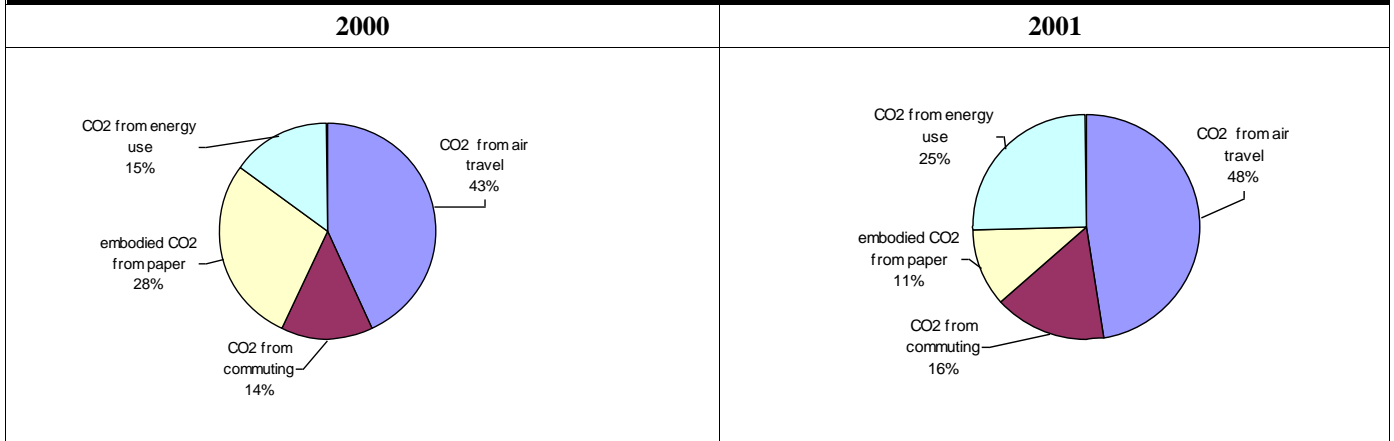 2000
CO2 from energy
use
15%
CO2 from air
travel
43%
embodied CO2
from paper
28%
CO2 from
commuting
14%
2001
CO2 from energy
use
25%
CO2 from air
travel
48%
embodied CO2
from paper
11%
CO2 from
commuting
16%